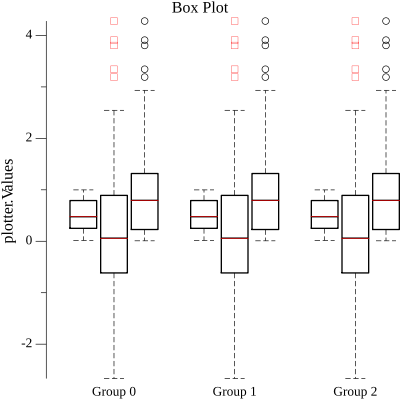 Box Plot
plotter.Values
4
2
0
-2
Group 0
Group 1
Group 2